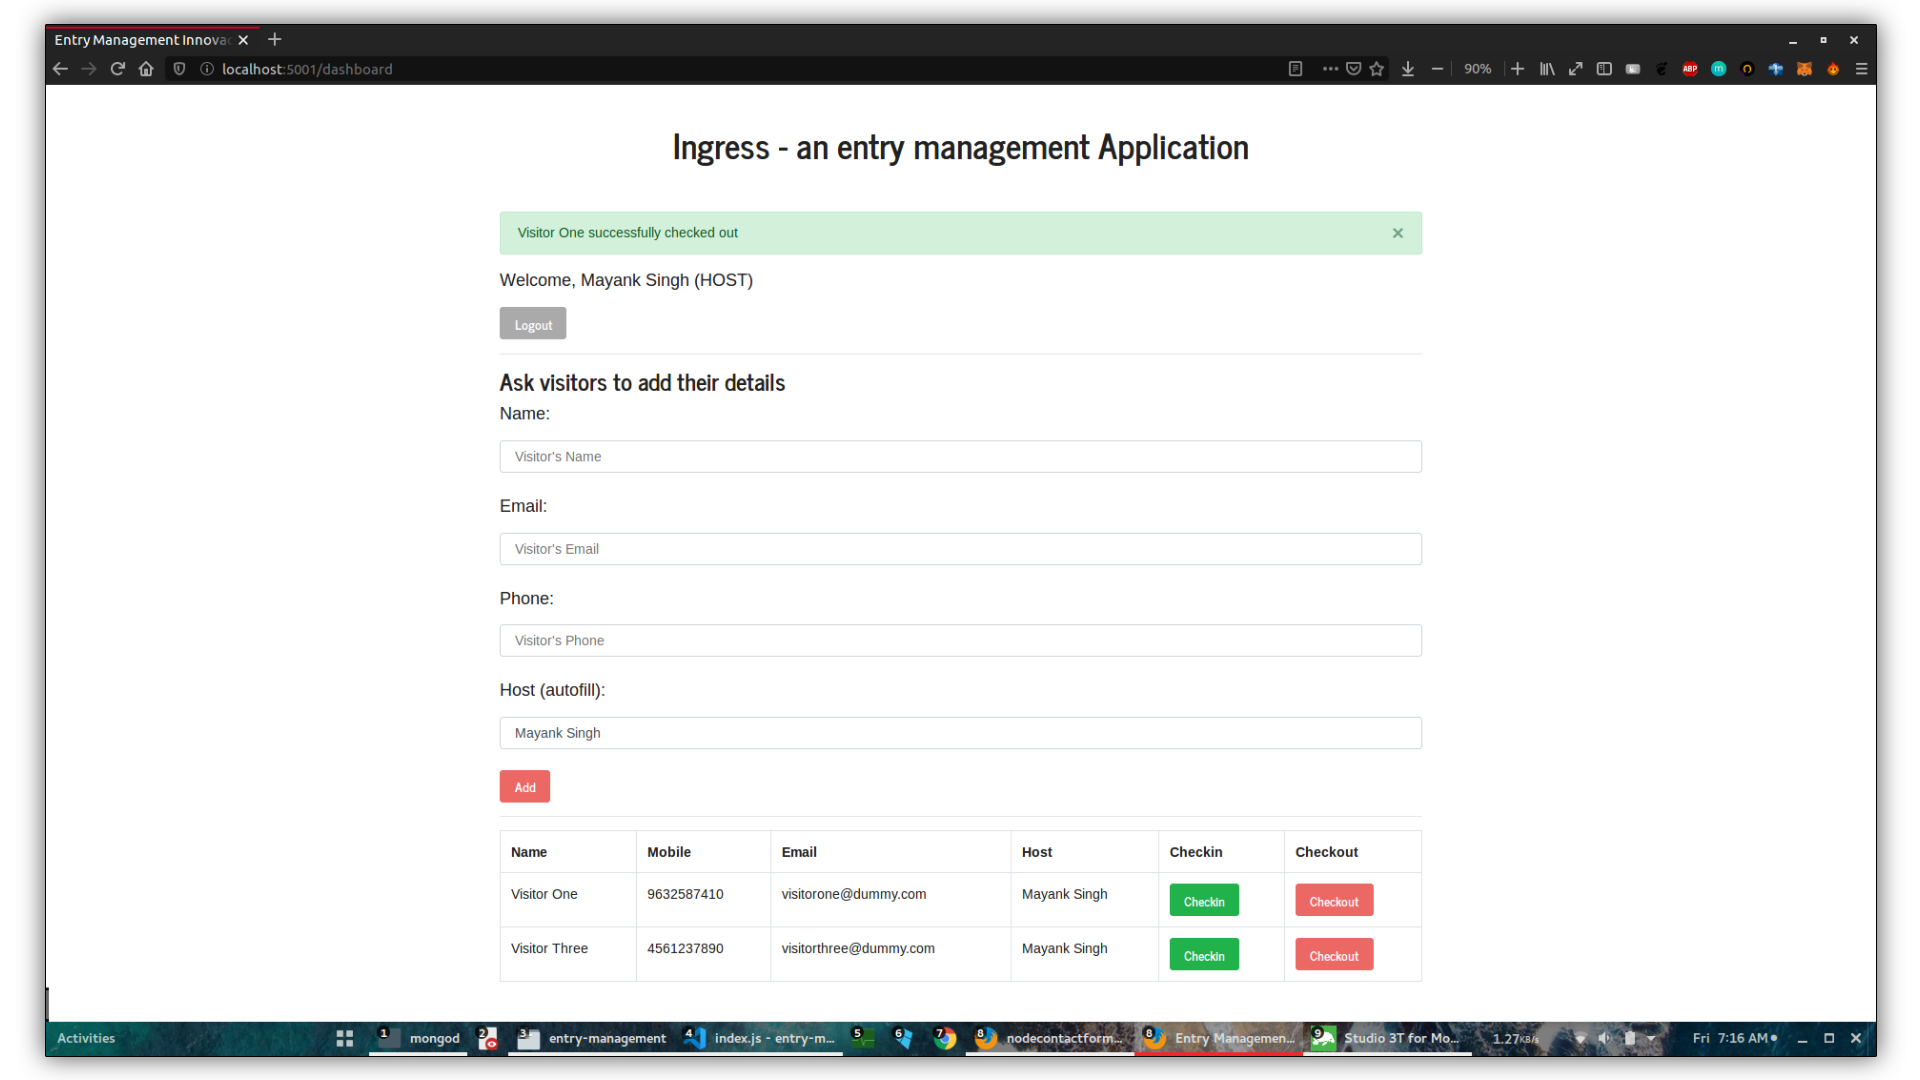 Entry Management Innova
localhost:5001/dashboard
90%
ABP
Ingress - an entry management Application
Visitor One successfully checked out
×
Welcome, Mayank Singh (HOST)
Logout
Ask visitors to add their details
Name:
Visitor's Name
Email:
Visitor's Email
Phone:
Visitor's Phone
Host (autofill):
Mayank Singh
Add
Name Mobile Email Host Checkin Checkout
Visitor One 9632587410 visitorone@dummy.com Mayank Singh Checkin Checkout
Visitor Three 4561237890 visitorthree@dummy.com Mayank Singh Checkin Checkout
Activities 1 mongod 2 3 entry-management 4 index.js - entry-m... 5 6 7 8 nodecontactform... 8 Entry Managemen... 9 Studio 3T for Mo... 1.27KB/s Fri 7:16 AM